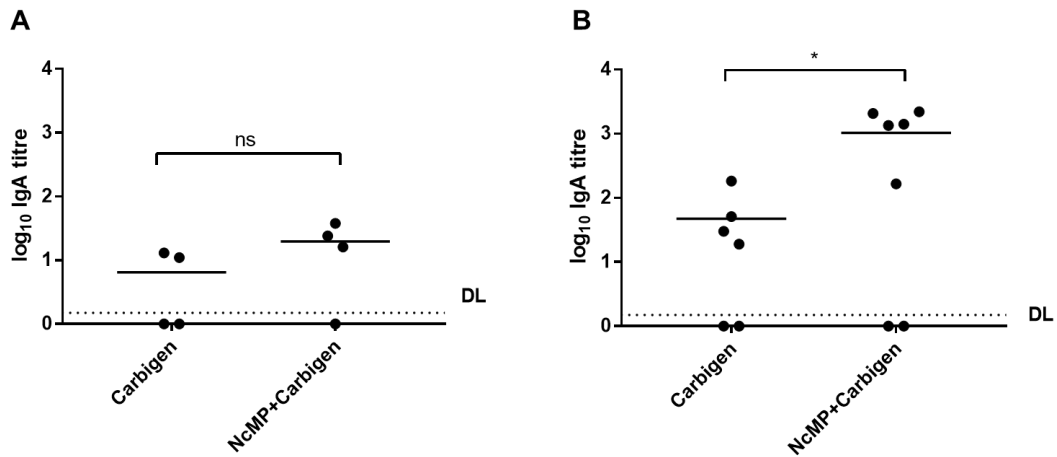 A
log10 IgA titre
4
3
2
1
0
ns
DL
Carbigen
NcMP+Carbigen
B
log10 IgA titre
4
3
2
1
0
*
DL
Carbigen
NcMP+Carbigen